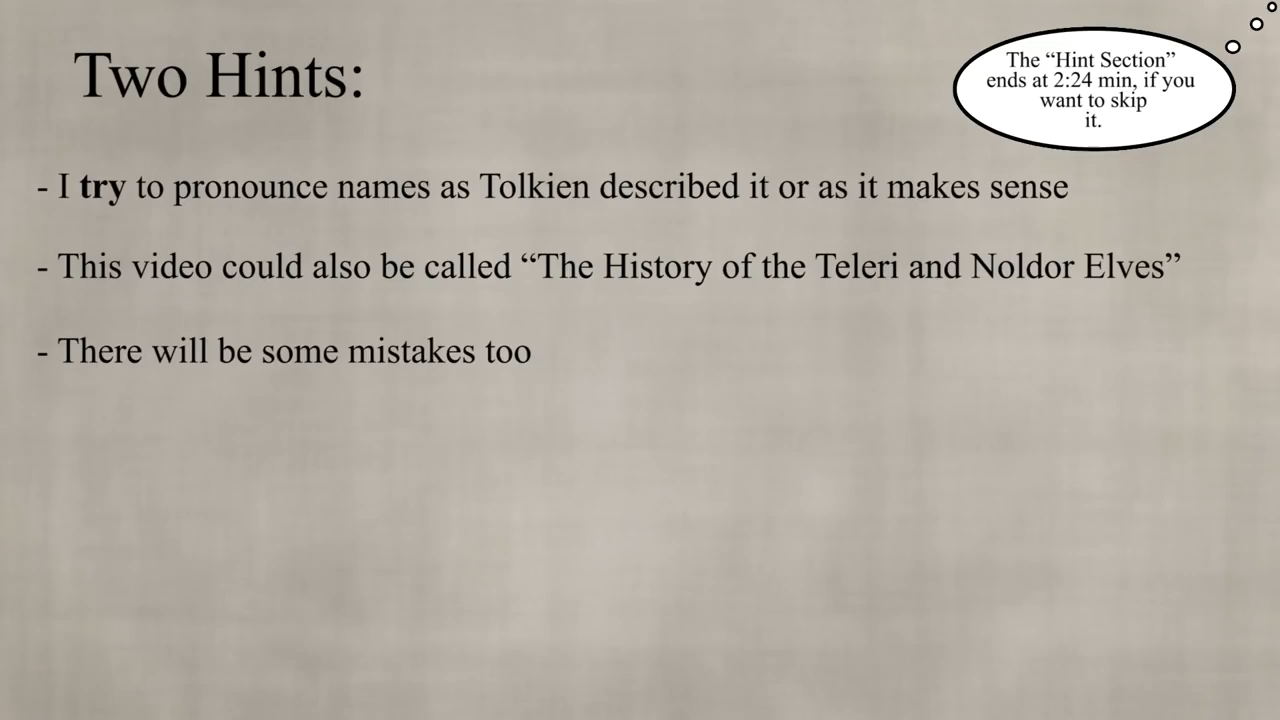 Two Hints:
The “Hint Section”
ends at 2:24 min, if you
want to skip
it.
- I try to pronounce names as Tolkien described it or as it makes sense
- This video could also be called “The History of the Teleri and Noldor Elves”
- There will be some mistakes too